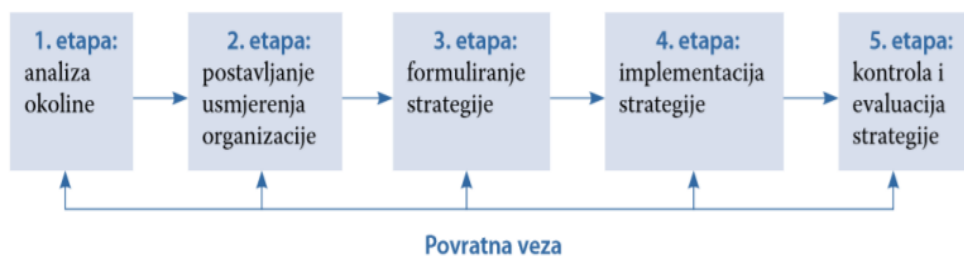 1. etapa:
analiza
okoline
2. etapa:
postavljanje
usmjerenja
organizacije
3. etapa:
formuliranje
strategije
4. etapa:
implementacija
strategije
5. etapa:
kontrola i
evaluacija
strategije
Povratna veza